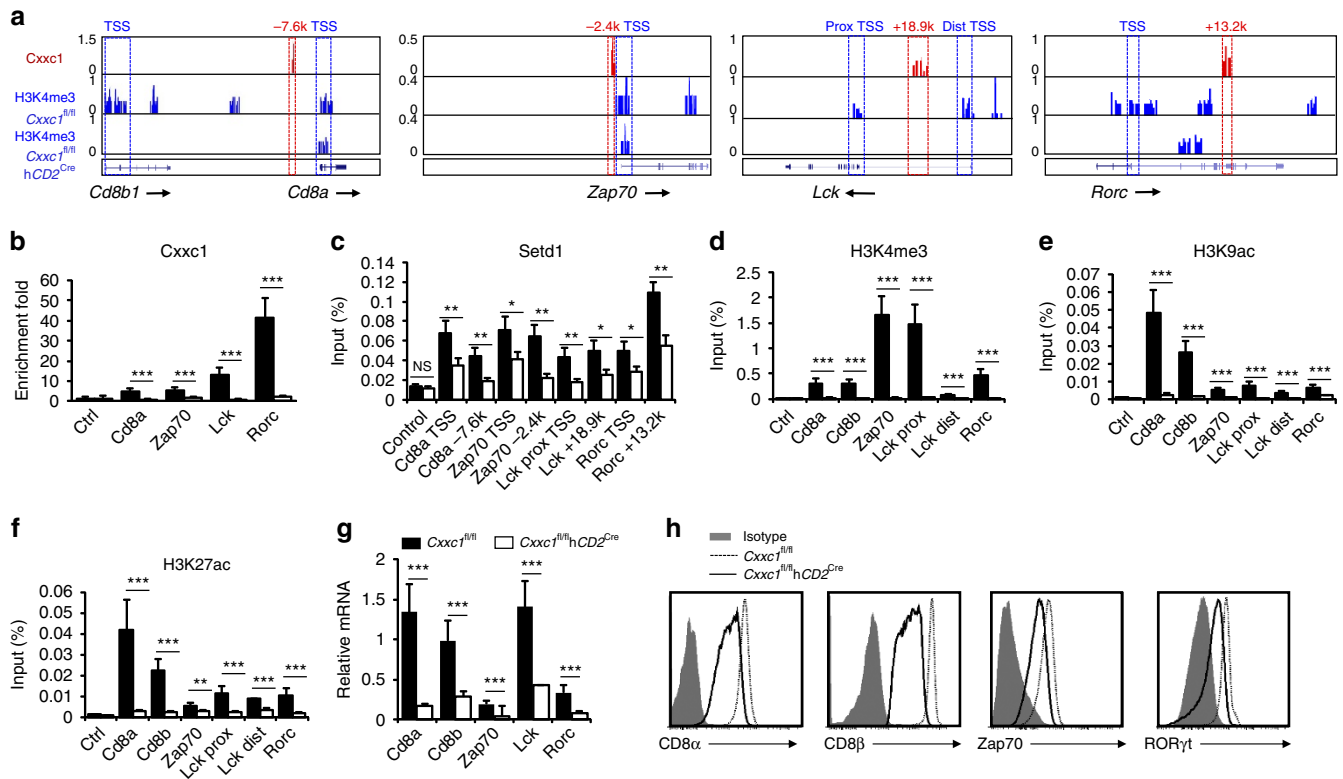 a
TSS
−7.6k TSS
−2.4k TSS
Prox TSS +18.9k Dist TSS
TSS
+13.2k
Cxxc1
1.5
0
0.5
0
1
0
1
0
H3K4me3
Cxxc1fl/fl
1
0
0.4
0
1
0
1
0
H3K4me3
Cxxc1fl/fl
hCD2Cre
1
0
0.4
0
1
0
1
0
Cd8b1
Cd8a
Zap70
Lck
Rorc
b
Cxxc1
Enrichment fold
60
50
40
30
20
10
0
***
***
***
***
Ctrl
Cd8a
Zap70
Lck
Rorc
c
Setd1
Input (%)
0.14
0.12
0.1
0.08
0.06
0.04
0.02
0
NS
**
**
*
**
**
*
*
**
Control
Cd8a TSS
Cd8a −7.6k
Zap70 TSS
Zap70 −2.4k
Lck prox TSS
Lck +18.9k
Rorc TSS
Rorc +13.2k
d
H3K4me3
Input (%)
2.5
2
1.5
1
0.5
0
***
***
***
***
***
***
Ctrl
Cd8a
Cd8b
Zap70
Lck prox
Lck dist
Rorc
e
H3K9ac
Input (%)
0.07
0.06
0.05
0.04
0.03
0.02
0.01
0
***
***
***
***
***
***
Ctrl
Cd8a
Cd8b
Zap70
Lck prox
Lck dist
Rorc
f
H3K27ac
Input (%)
0.06
0.05
0.04
0.03
0.02
0.01
0
***
***
**
***
***
***
Ctrl
Cd8a
Cd8b
Zap70
Lck prox
Lck dist
Rorc
g
Cxxc1fl/fl
Cxxc1fl/flhCD2Cre
Relative mRNA
2
1.5
1
0.5
0
***
***
***
***
***
Cd8a
Cd8b
Zap70
Lck
Rorc
h
Isotype
Cxxc1fl/fl
Cxxc1fl/flhCD2Cre
CD8α
CD8β
Zap70
RORγt